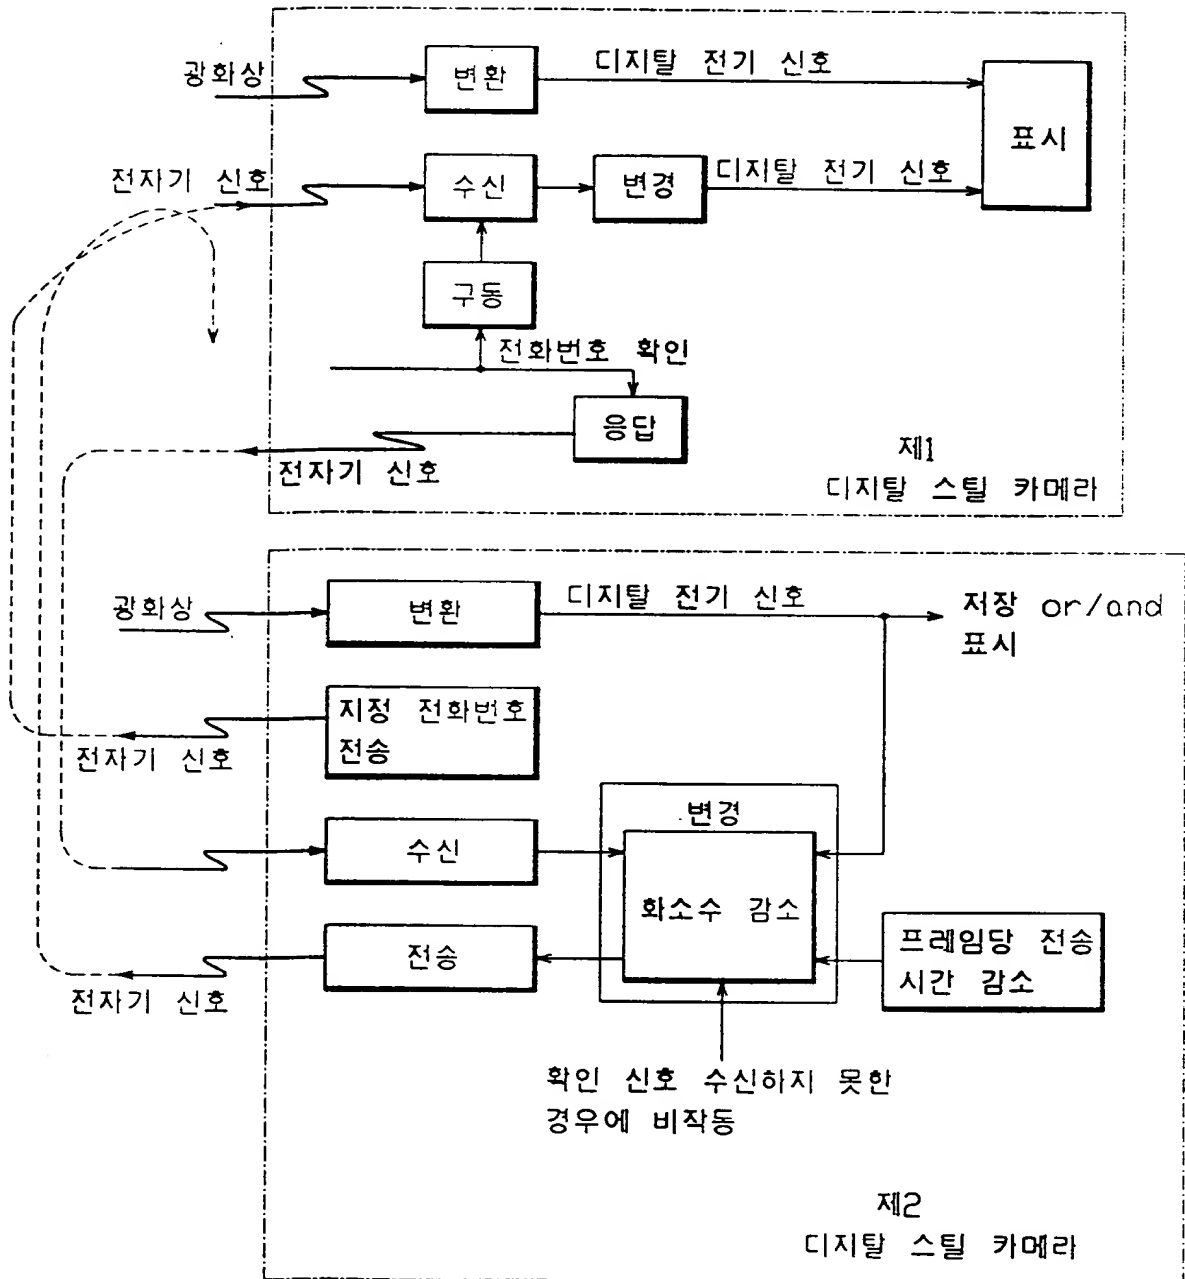 광화상
변환
디지탈 전기 신호
표시
전자기 신호
수신
변경
디지탈 전기 신호
구동
전화번호 확인
응답
전자기 신호
제1
디지탈 스틸 카메라
광화상
변환
디지탈 전기 신호
저장 or/and
표시
지정 전화번호
전송
전자기 신호
변경
수신
화소수 감소
프레임당 전송
시간 감소
전송
전자기 신호
확인 신호 수신하지 못한
경우에 비작동
제2
디지탈 스틸 카메라